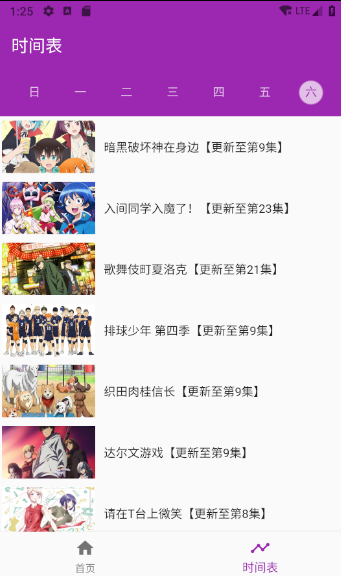 1:25 LTE
时间表
日 一 二 三 四 五 六
暗黑破坏神在身边【更新至第9集】
入间同学入魔了！【更新至第23集】
歌舞伎町夏洛克【更新至第21集】
排球少年 第四季【更新至第9集】
织田肉桂信长【更新至第9集】
达尔文游戏【更新至第9集】
请在T台上微笑【更新至第8集】
首页 时间表